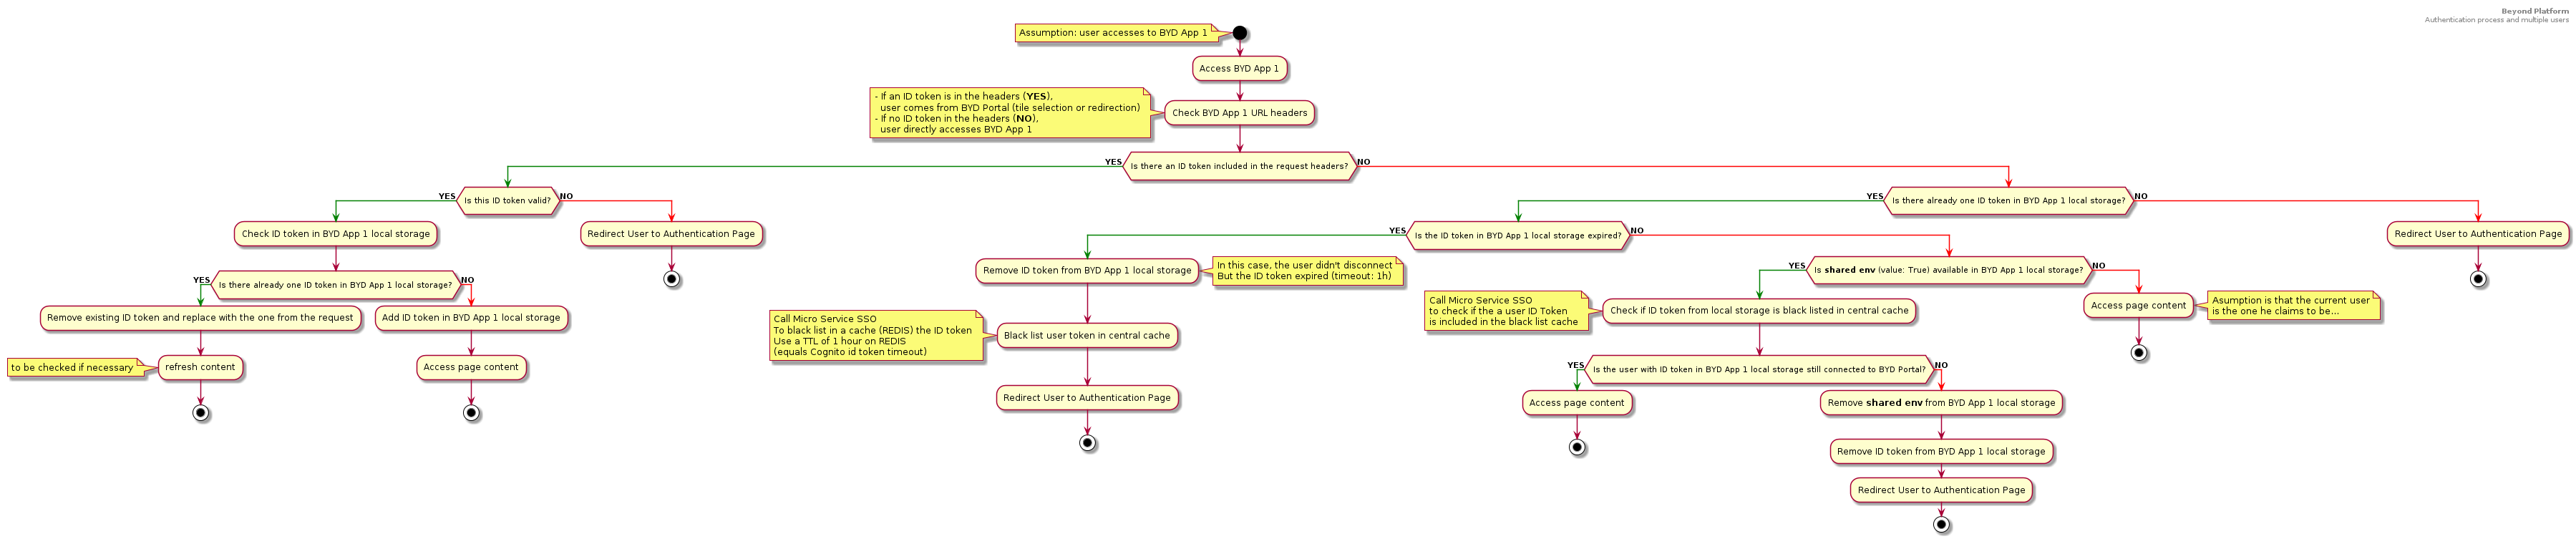 Beyond Platform
Authentication process and multiple users
Assumption: user accesses to BYD App 1
Access BYD App 1
- If an ID token is in the headers (YES),
user comes from BYD Portal (tile selection or redirection)
- If no ID token in the headers (NO),
user directly accesses BYD App 1
Check BYD App 1 URL headers
YES
Is there an ID token included in the request headers?
NO
YES
Is this ID token valid?
NO
Check ID token in BYD App 1 local storage
YES
Is there already one ID token in BYD App 1 local storage?
NO
Remove existing ID token and replace with the one from the request
to be checked if necessary
refresh content
Add ID token in BYD App 1 local storage
Access page content
Redirect User to Authentication Page
YES
Is there already one ID token in BYD App 1 local storage?
NO
YES
Is the ID token in BYD App 1 local storage expired?
NO
Remove ID token from BYD App 1 local storage
In this case, the user didn't disconnect
But the ID token expired (timeout: 1h)
Call Micro Service SSO
To black list in a cache (REDIS) the ID token
Use a TTL of 1 hour on REDIS
(equals Cognito id token timeout)
Black list user token in central cache
Redirect User to Authentication Page
YES
Is shared env (value: True) available in BYD App 1 local storage?
NO
Call Micro Service SSO
to check if the a user ID Token
is included in the black list cache
Check if ID token from local storage is black listed in central cache
YES
Is the user with ID token in BYD App 1 local storage still connected to BYD Portal?
NO
Access page content
Remove shared env from BYD App 1 local storage
Remove ID token from BYD App 1 local storage
Redirect User to Authentication Page
Access page content
Asumption is that the current user
is the one he claims to be...
Redirect User to Authentication Page